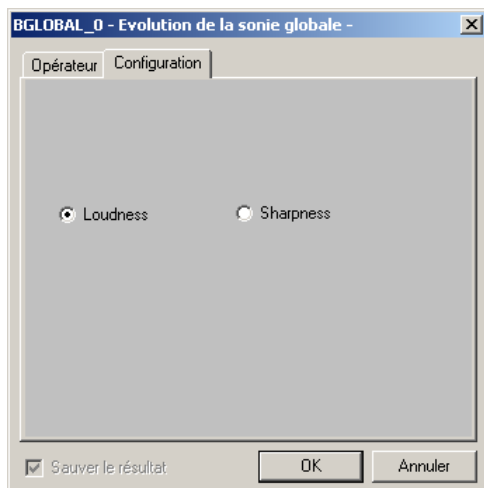 BGLOBAL_0 - Evolution de la sonie globale -
Opérateur Configuration
Loudness Sharpness
Sauver le résultat OK Annuler